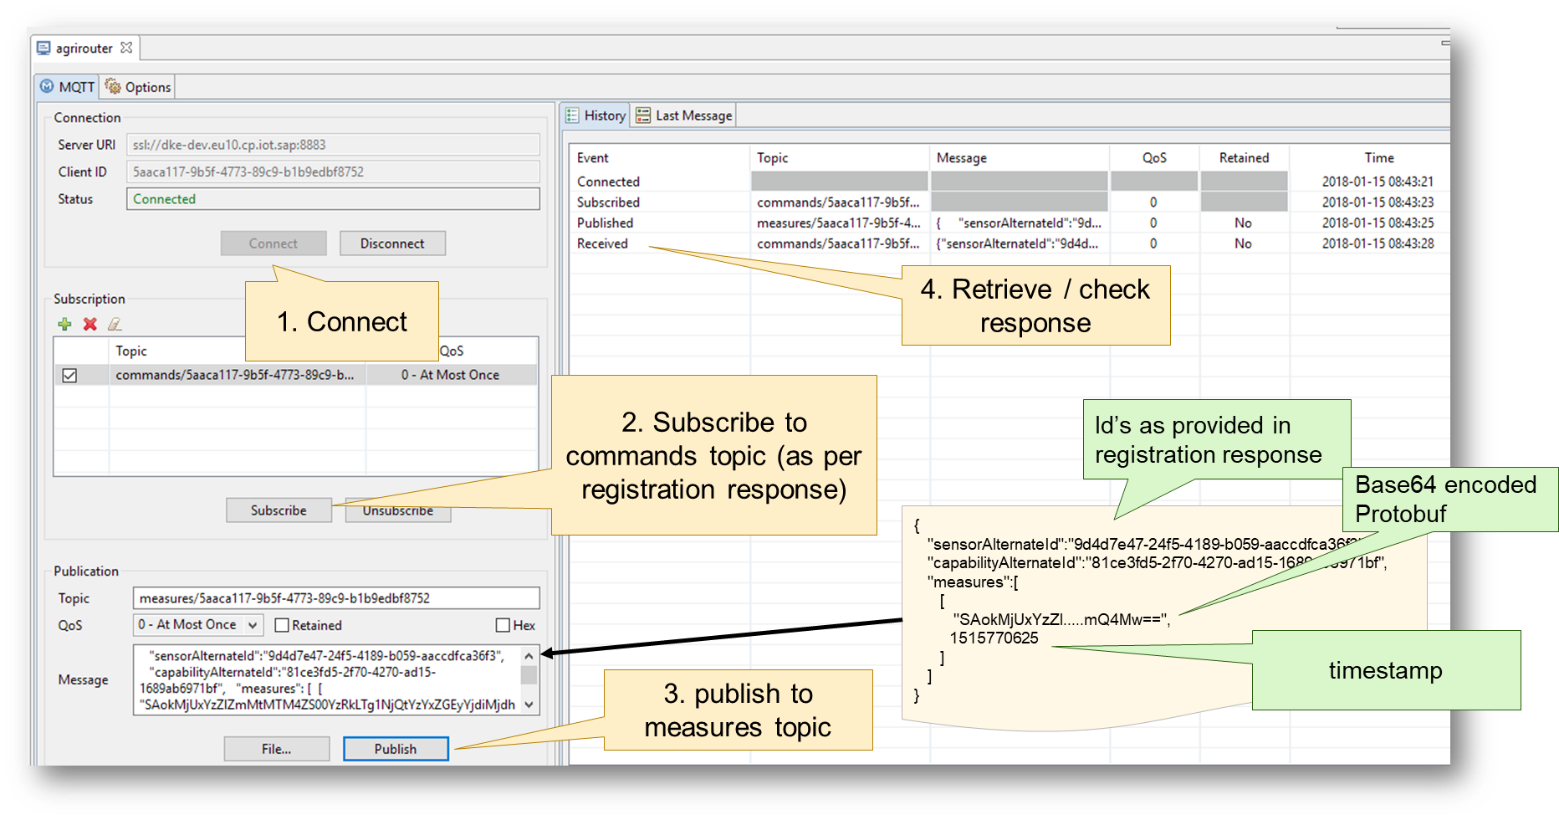 agrirouter
MQTT Options
Connection
Server URI ssl://dke-dev.eu10.cp.iot.sap:8883
Client ID 5aaca117-9b5f-4773-89c9-b1b9edbf8752
Status Connected
Connect Disconnect
1. Connect
Subscription
Topic QoS
commands/5aaca117-9b5f-4773-89c9-b... 0 - At Most Once
2. Subscribe to
commands topic (as per
registration response)
Subscribe Unsubscribe
Publication
Topic measures/5aaca117-9b5f-4773-89c9-b1b9edbf8752
QoS 0 - At Most Once Retained Hex
Message
"sensorAlternateId":"9d4d7e47-24f5-4189-b059-aaccdfca36f3",
"capabilityAlternateId":"81ce3fd5-2f70-4270-ad15-
1689ab6971bf", "measures": [ [
"SAokMjUxYzZlZmMtMTM4ZS00YzRkLTg1NjQtYzYxZGEyYjdiMjdh
File... Publish
3. publish to
measures topic
History Last Message
Event Topic Message QoS Retained Time
Connected 2018-01-15 08:43:21
Subscribed commands/5aaca117-9b5f... 0 2018-01-15 08:43:23
Published measures/5aaca117-9b5f-4... { "sensorAlternateId":"9d... 0 No 2018-01-15 08:43:25
Received commands/5aaca117-9b5f... {"sensorAlternateId":"9d4d... 0 No 2018-01-15 08:43:28
4. Retrieve / check
response
Id's as provided in
registration response
Base64 encoded
Protobuf
{
"sensorAlternateId":"9d4d7e47-24f5-4189-b059-aaccdfca36f3"
"capabilityAlternateId":"81ce3fd5-2f70-4270-ad15-1689ab6971bf",
"measures":[
[
"SAokMjUxYzZl.....mQ4Mw==",
1515770625
]
]
}
timestamp